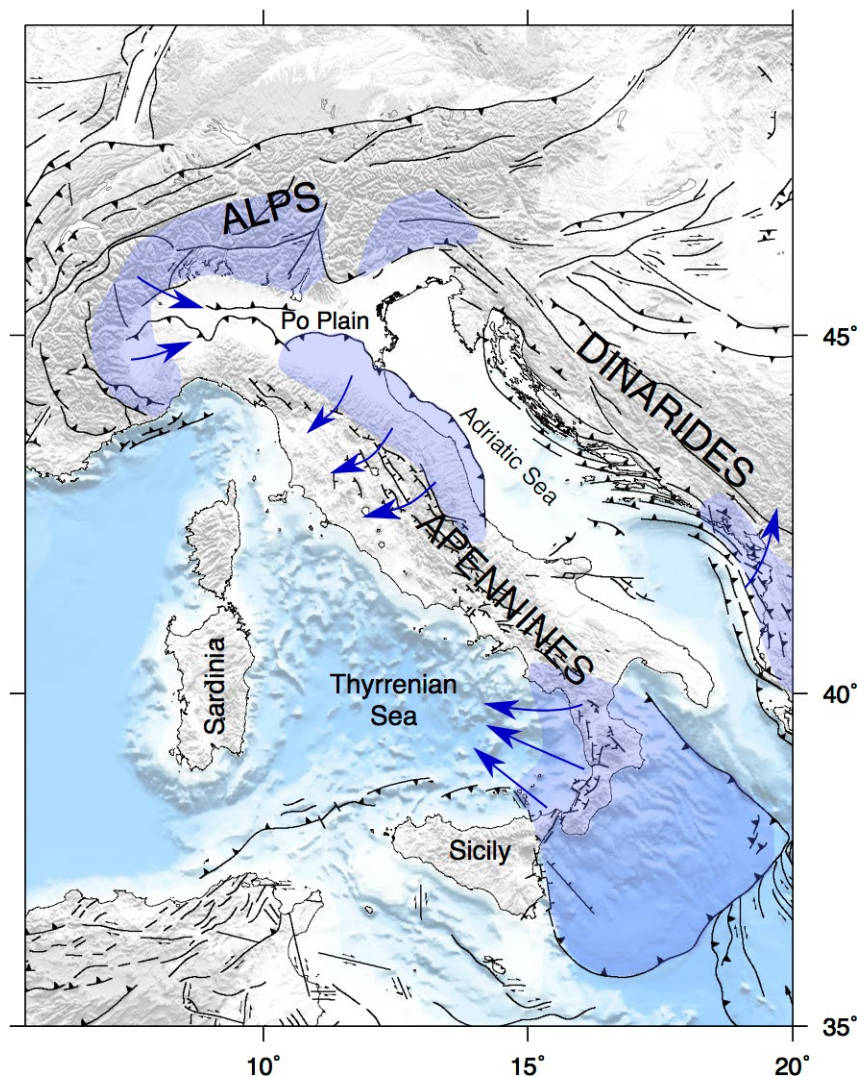 ALPS
Po Plain
45˚
DINARIDES
Adriatic Sea
APENNINES
Sardinia
Thyrrenian
Sea
40˚
Sicily
35˚
10˚
15˚
20˚